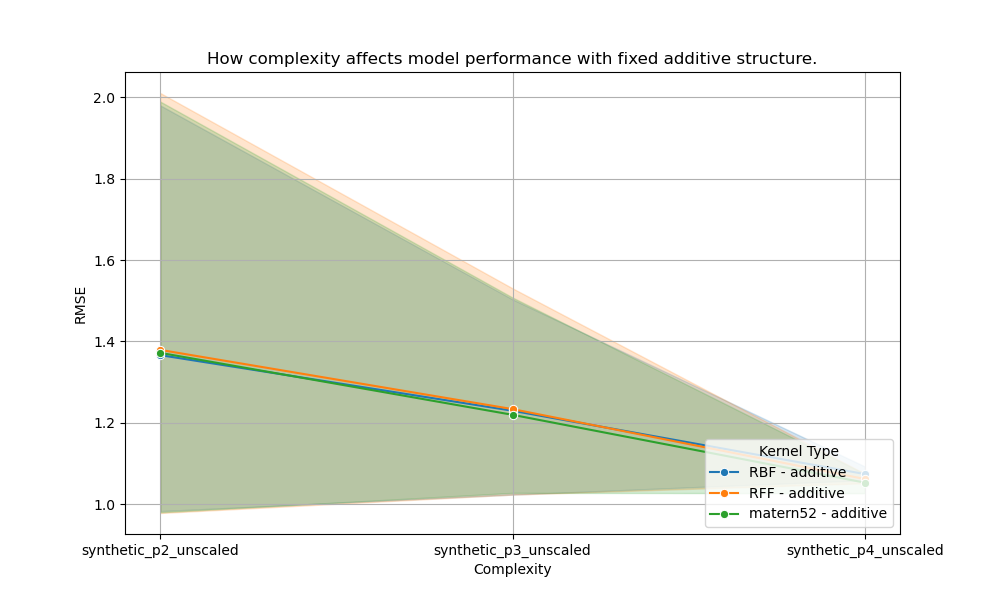 How complexity affects model performance with fixed additive structure.
2.0
1.8
1.6
1.4
1.2
1.0
RMSE
Kernel Type
RBF - additive
RFF - additive
matern52 - additive
synthetic_p2_unscaled
synthetic_p3_unscaled
synthetic_p4_unscaled
Complexity